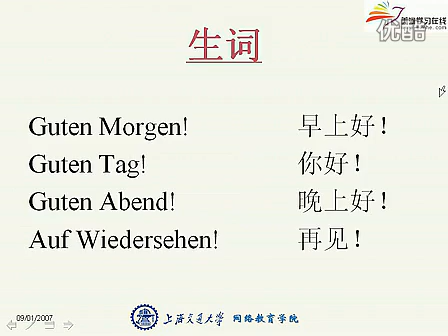 生词
Guten Morgen! 早上好！
Guten Tag! 你好！
Guten Abend! 晚上好！
Auf Wiedersehen! 再见！
09/01/2007
上海交通大学 网络教育学院
优酷